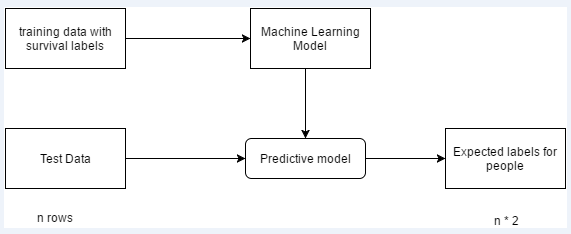 training data with
survival labels
Machine Learning
Model
Test Data
Predictive model
Expected labels for
people
n rows
n * 2